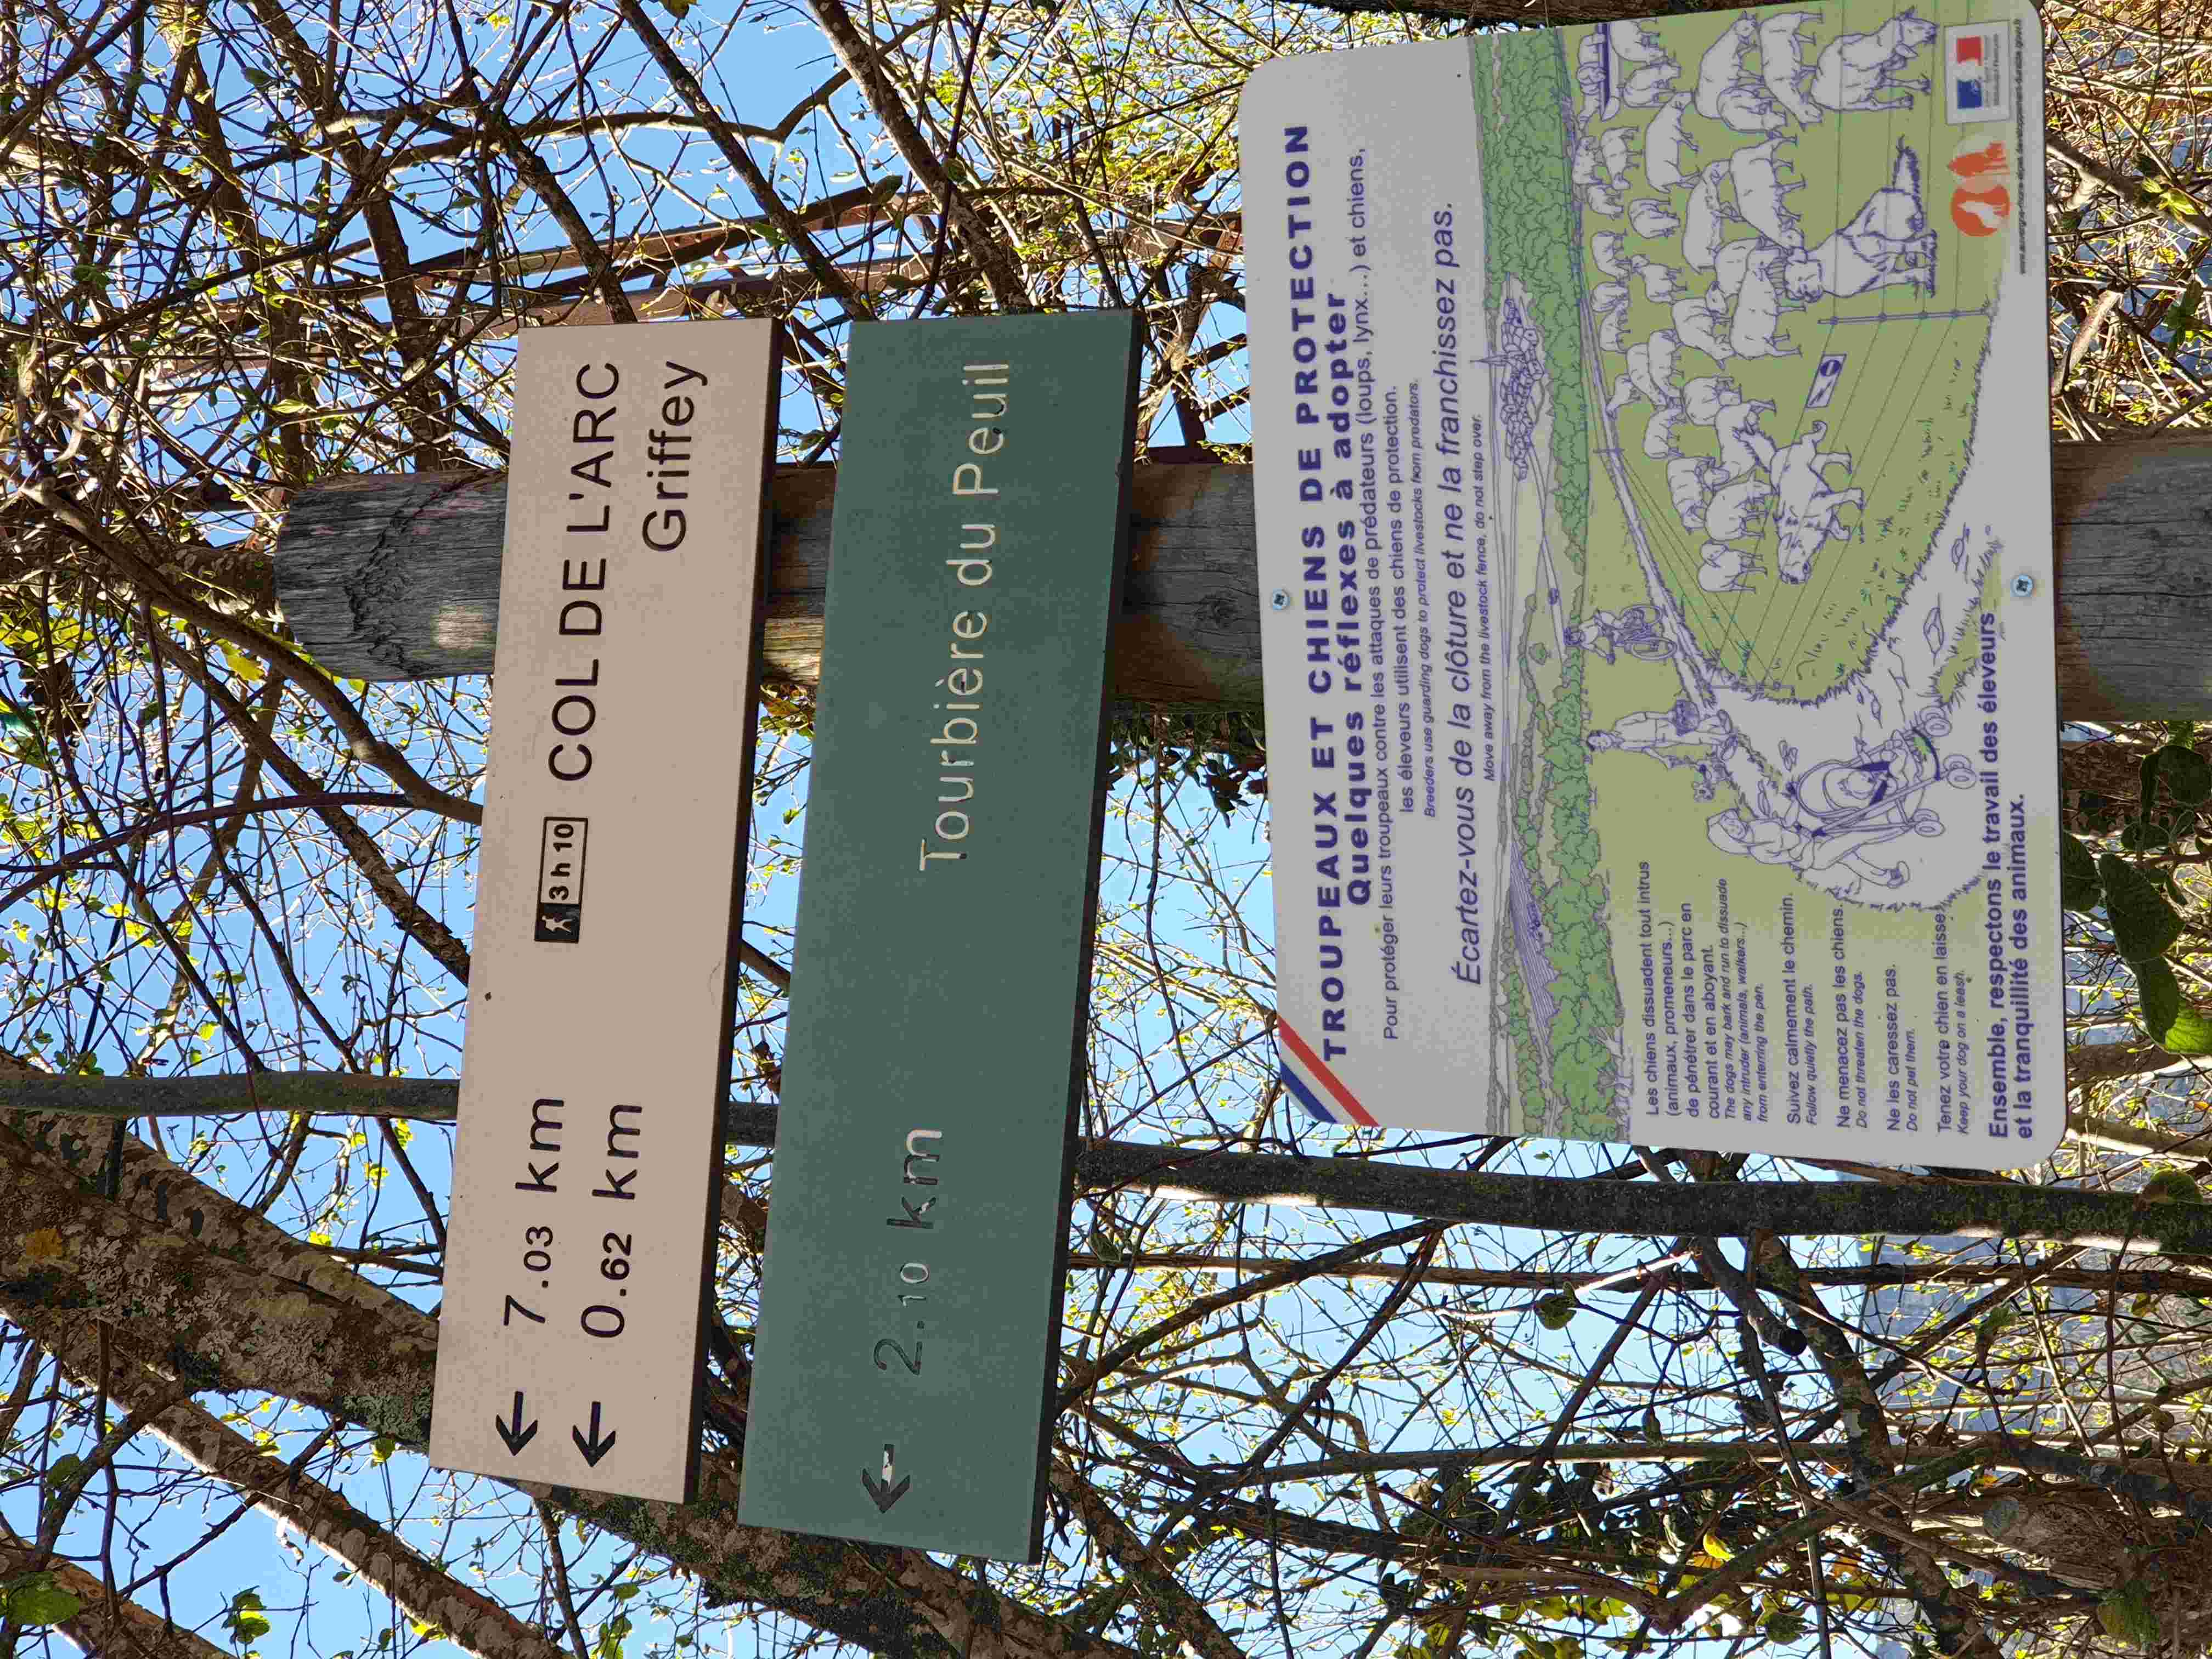 ← 7.03 km 3 h 10 COL DE L'ARC
← 0.62 km Griffey
← 2.10 km Tourbière du Peuil
TROUPEAUX ET CHIENS DE PROTECTION
Quelques réflexes à adopter
Pour protéger leurs troupeaux contre les attaques de prédateurs (loups, lynx...) et chiens,
les éleveurs utilisent des chiens de protection.
Breeders use guarding dogs to protect livestocks from predators.
Écartez-vous de la clôture et ne la franchissez pas.
Move away from the livestock fence, do not step over.
Les chiens dissuadent tout intrus
(animaux, promeneurs...)
de pénétrer dans le parc en
courant et en aboyant.
The dogs may bark and run to dissuade
any intruder (animals, walkers...)
from enterring the pen.
Suivez calmement le chemin.
Follow quietly the path.
Ne menacez pas les chiens.
Do not threaten the dogs.
Ne les caressez pas.
Do not pet them.
Tenez votre chien en laisse.
Keep your dog on a leash.
Ensemble, respectons le travail des éleveurs
et la tranquillité des animaux.
www.auvergne-rhone-alpes.developpement-durable.gouv.fr